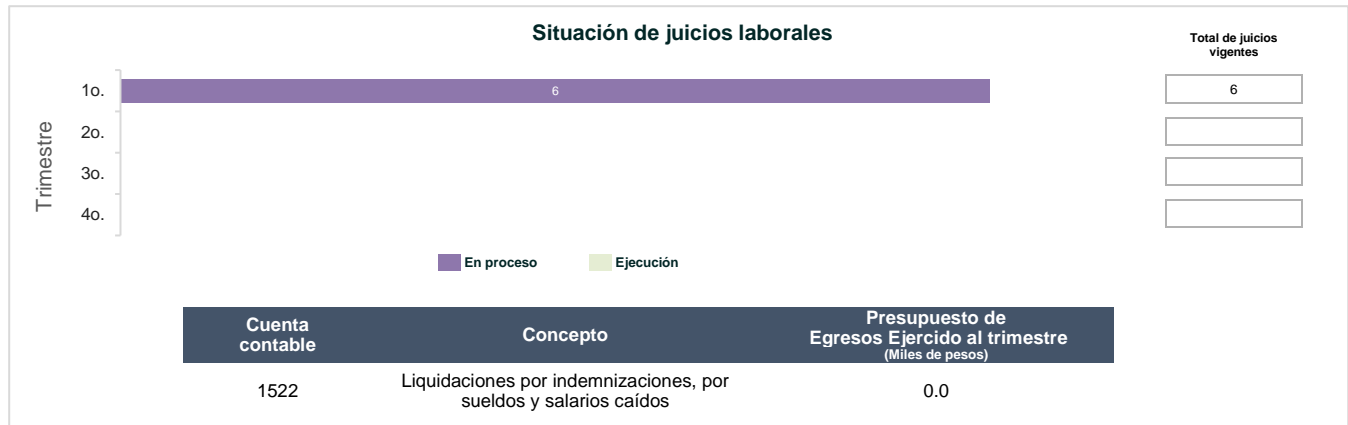 Situación de juicios laborales
Total de juicios
vigentes
Trimestre
1o.
6
6
2o.
3o.
4o.
En proceso
Ejecución
Cuenta
contable
Concepto
Presupuesto de
Egresos Ejercido al trimestre
(Miles de pesos)
1522
Liquidaciones por indemnizaciones, por
sueldos y salarios caídos
0.0